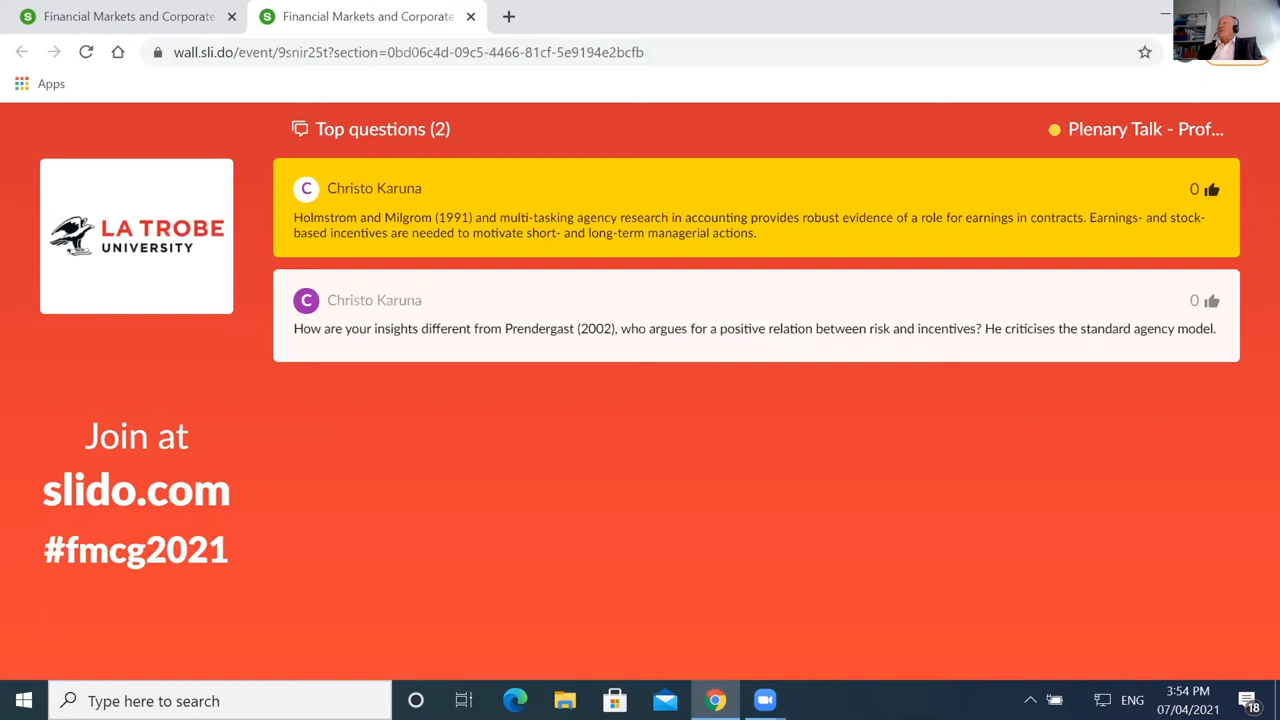 Financial Markets and Corporate
Financial Markets and Corporate
wall.sli.do/event/9snir25t?section=0bd06c4d-09c5-4466-81cf-5e9194e2bcfb
Apps
Top questions (2)
Plenary Talk - Prof...
LA TROBE
UNIVERSITY
C
Christo Karuna
0
Holmstrom and Milgrom (1991) and multi-tasking agency research in accounting provides robust evidence of a role for earnings in contracts. Earnings- and stock-
based incentives are needed to motivate short- and long-term managerial actions.
C
Christo Karuna
0
How are your insights different from Prendergast (2002), who argues for a positive relation between risk and incentives? He criticises the standard agency model.
Join at
slido.com
#fmcg2021
Type here to search
ENG
3:54 PM
07/04/2021
18